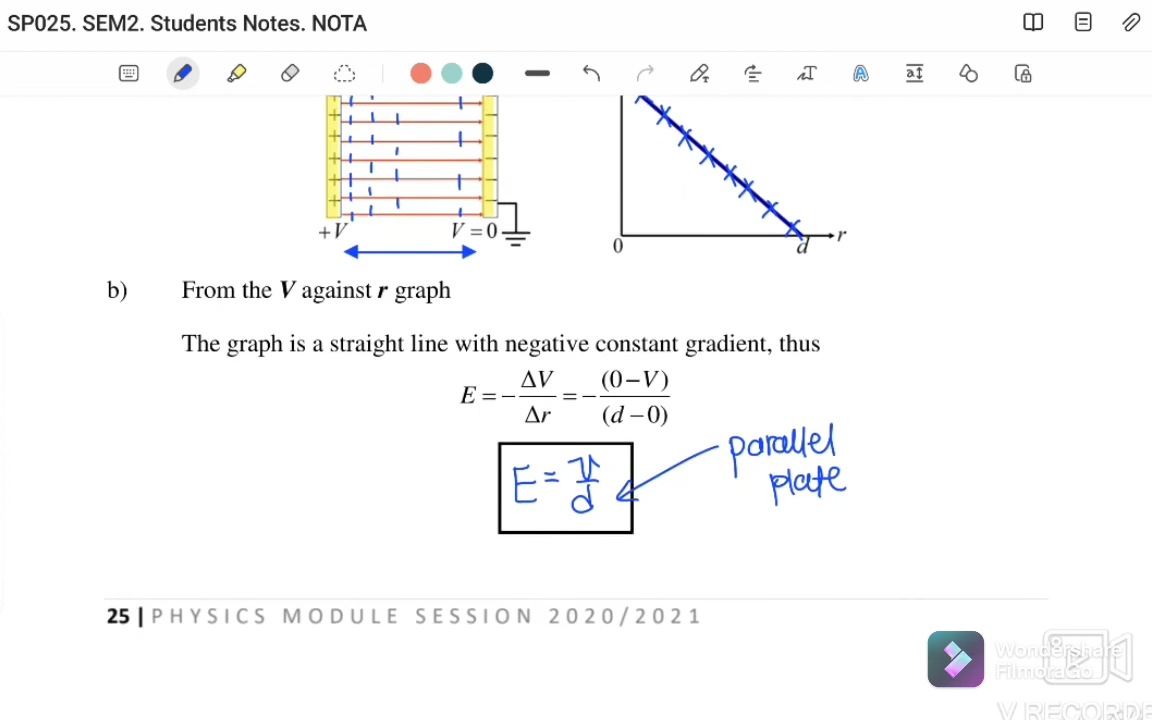 SP025. SEM2. Students Notes. NOTA
+V
V = 0
0
d
r
b) From the V against r graph
The graph is a straight line with negative constant gradient, thus
E = −ΔV/Δr = −(0−V)/(d−0)
E = V/d
parallel
plate
25 | PHYSICS MODULE SESSION 2020/2021
Wondershare
Filmora